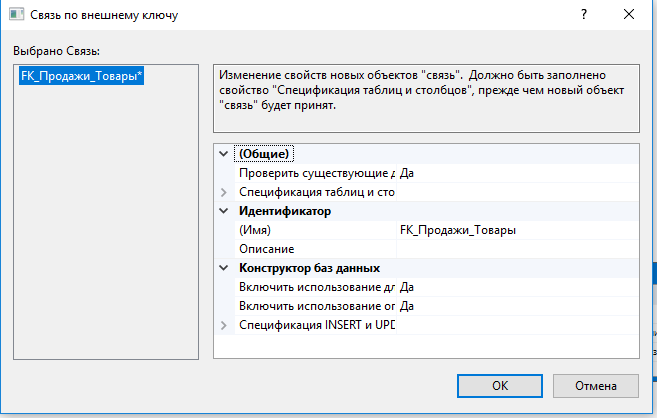 Связь по внешнему ключу
Выбрано Связь:
FK_Продажи_Товары*
Изменение свойств новых объектов "связь". Должно быть заполнено
свойство "Спецификация таблиц и столбцов", прежде чем новый объект
"связь" будет принят.
(Общие)
Проверить существующие д Да
Спецификация таблиц и сто
Идентификатор
(Имя) FK_Продажи_Товары
Описание
Конструктор баз данных
Включить использование дл Да
Включить использование ог Да
Спецификация INSERT и UPD
OK Отмена